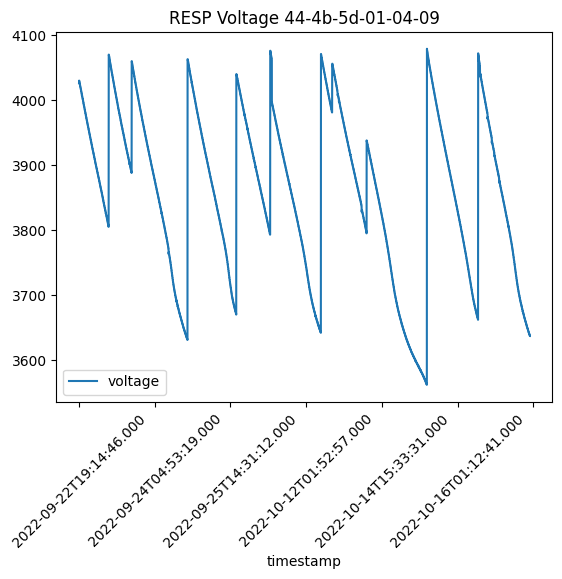 RESP Voltage 44-4b-5d-01-04-09
4100
4000
3900
3800
3700
3600
voltage
2022-09-22T19:14:46.000
2022-09-24T04:53:19.000
2022-09-25T14:31:12.000
2022-10-12T01:52:57.000
2022-10-14T15:33:31.000
2022-10-16T01:12:41.000
timestamp